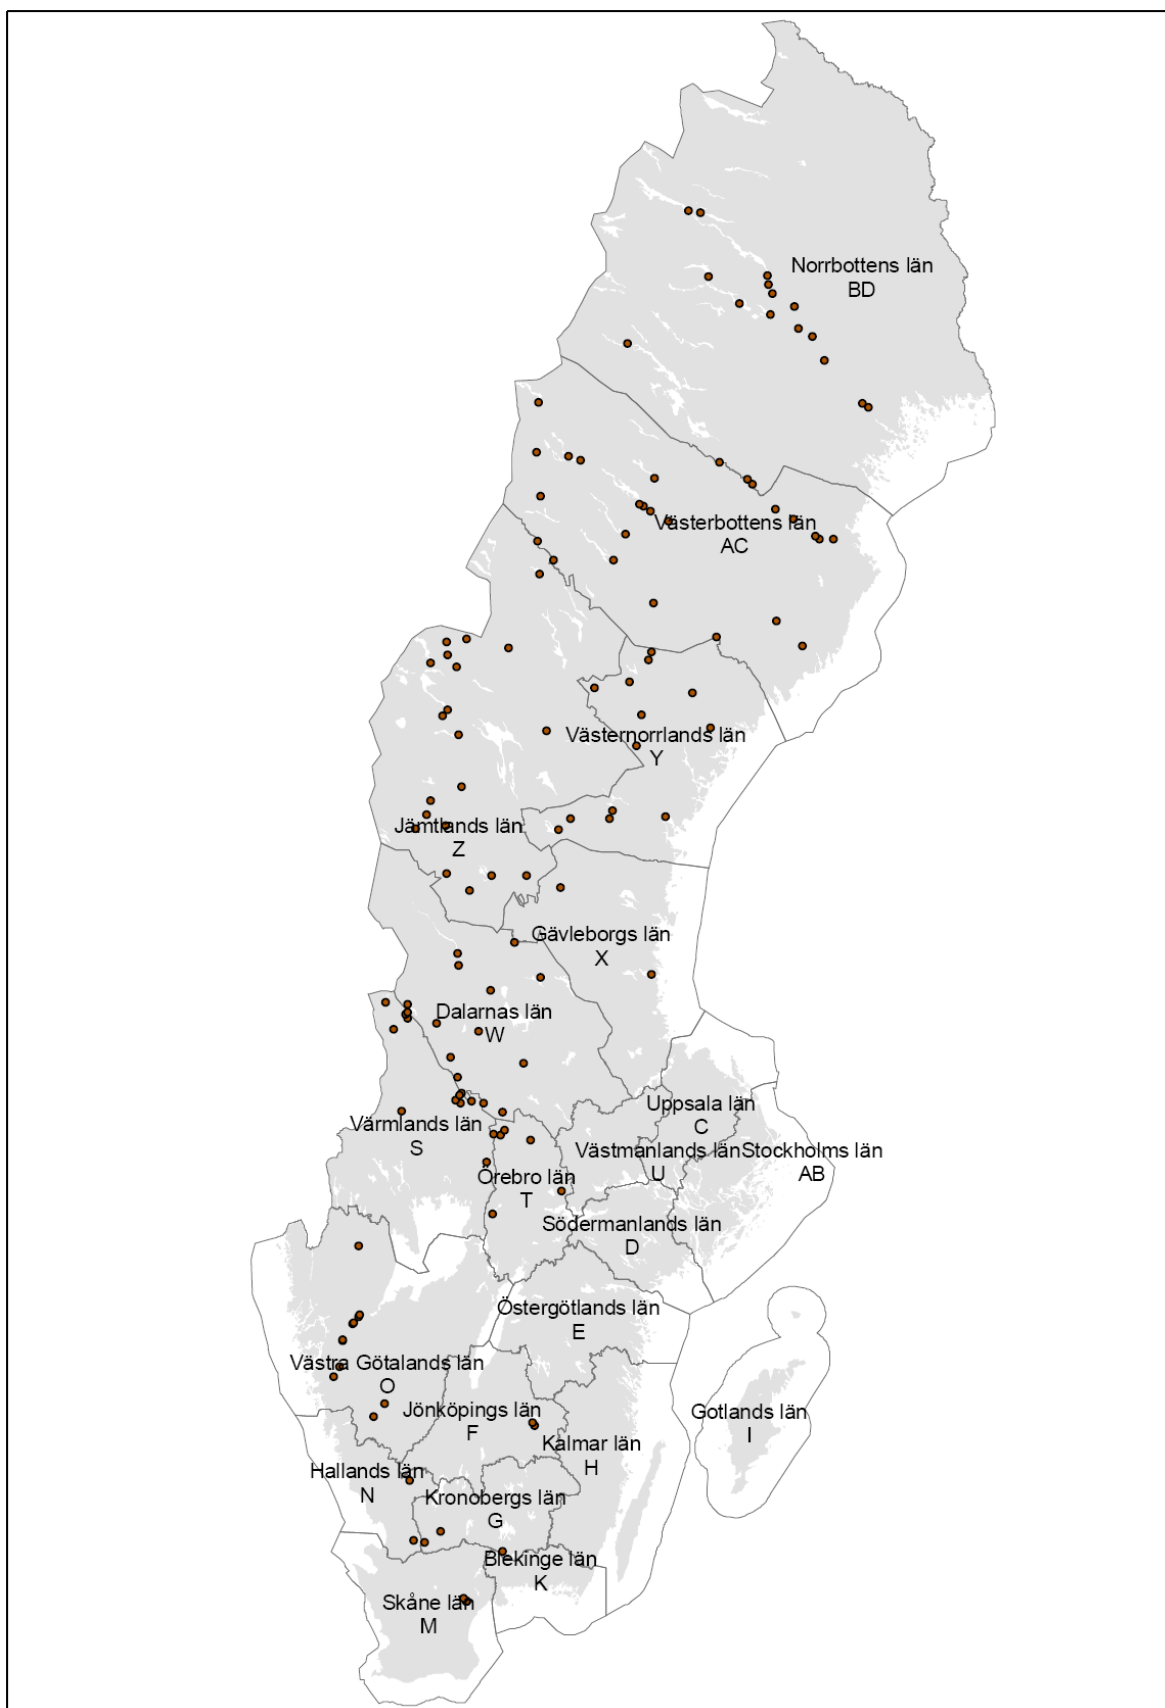 Norrbottens län
BD
Västerbottens län
AC
Västernorrlands län
Y
Jämtlands län
Z
Gävleborgs län
X
Dalarnas län
W
Uppsala län
C
Värmlands län
S
Västmanlands län
U
Stockholms län
AB
Örebro län
T
Södermanlands län
D
Östergötlands län
E
Västra Götalands län
O
Jönköpings län
F
Gotlands län
I
Kalmar län
H
Hallands län
N
Kronobergs län
G
Blekinge län
K
Skåne län
M